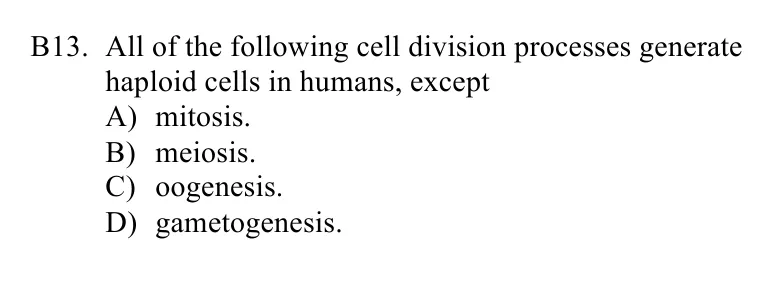 B13. All of the following cell division processes generate
haploid cells in humans, except
A) mitosis.
B) meiosis.
C) oogenesis.
D) gametogenesis.